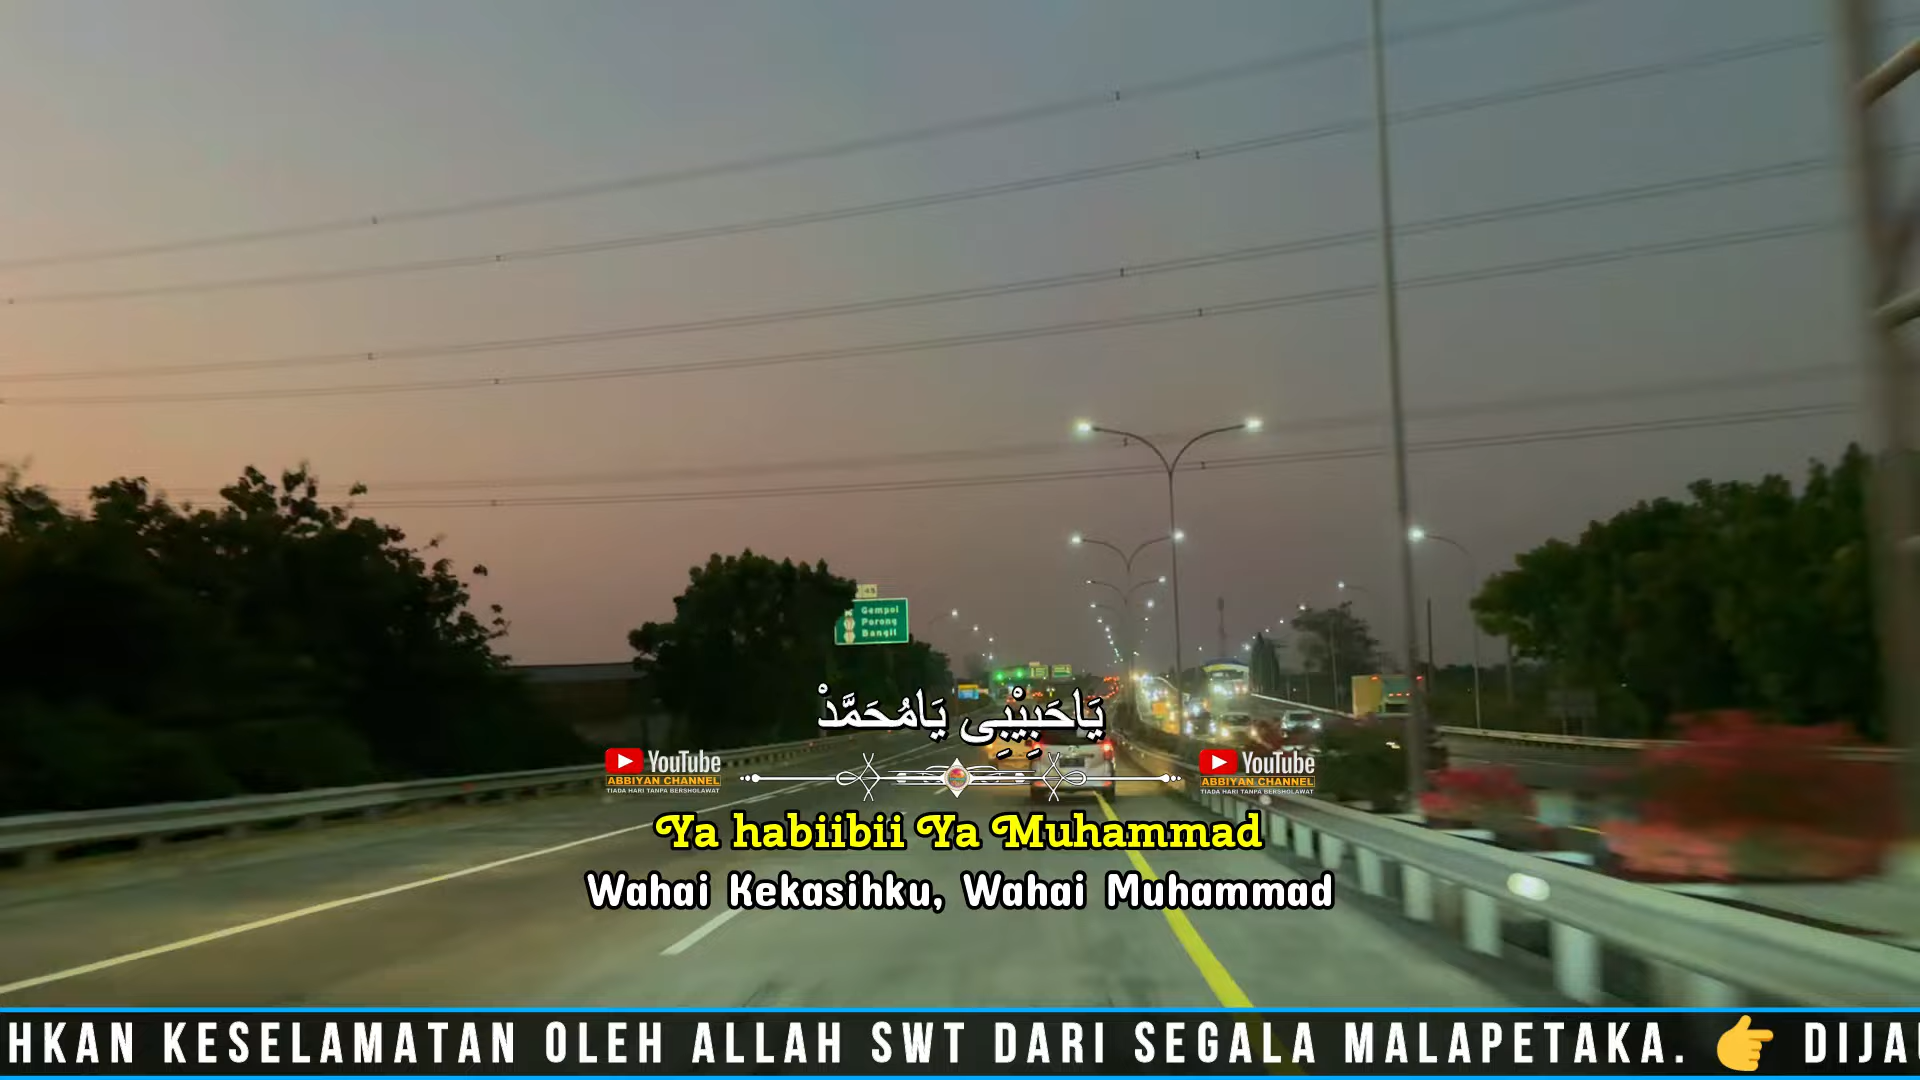 45
Gempol
Porong
Bangil
يَاحَبِيْبِى يَامُحَمَّدْ
YouTube
ABBIYAN CHANNEL
TIADA HARI TANPA BERSHOLAWAT
YouTube
ABBIYAN CHANNEL
TIADA HARI TANPA BERSHOLAWAT
Ya habiibii Ya Muhammad
Wahai Kekasihku, Wahai Muhammad
HKAN KESELAMATAN OLEH ALLAH SWT DARI SEGALA MALAPETAKA. 👉 DIJA